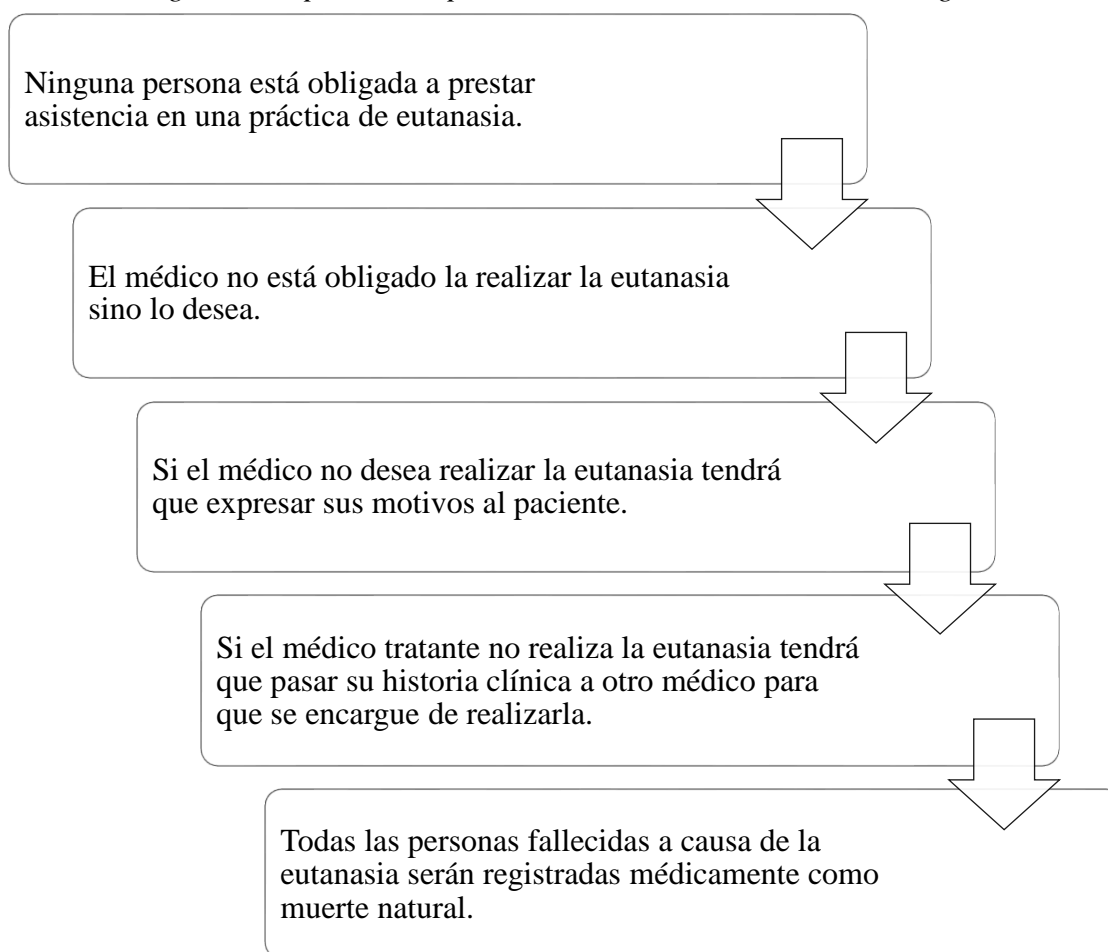 Ninguna persona está obligada a prestar
asistencia en una práctica de eutanasia.
El médico no está obligado la realizar la eutanasia
sino lo desea.
Si el médico no desea realizar la eutanasia tendrá
que expresar sus motivos al paciente.
Si el médico tratante no realiza la eutanasia tendrá
que pasar su historia clínica a otro médico para
que se encargue de realizarla.
Todas las personas fallecidas a causa de la
eutanasia serán registradas médicamente como
muerte natural.